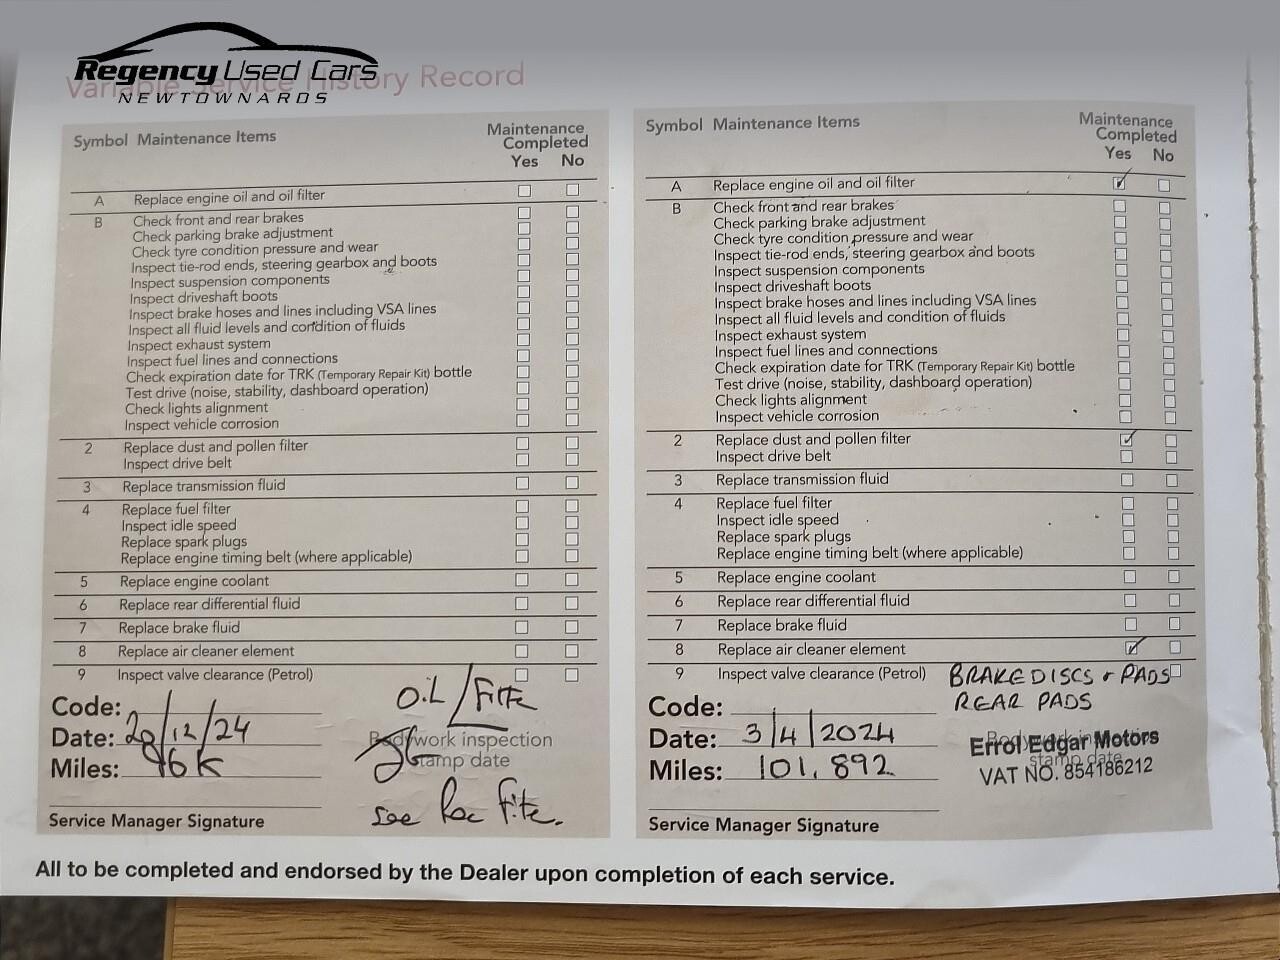 Regency Used Cars
NEWTOWNARDS
Variable Service History Record
Symbol Maintenance Items Maintenance Completed
Yes No
A Replace engine oil and oil filter
B Check front and rear brakes
Check parking brake adjustment
Check tyre condition pressure and wear
Inspect tie-rod ends, steering gearbox and boots
Inspect suspension components
Inspect driveshaft boots
Inspect brake hoses and lines including VSA lines
Inspect all fluid levels and condition of fluids
Inspect exhaust system
Inspect fuel lines and connections
Check expiration date for TRK (Temporary Repair Kit) bottle
Test drive (noise, stability, dashboard operation)
Check lights alignment
Inspect vehicle corrosion
2 Replace dust and pollen filter
Inspect drive belt
3 Replace transmission fluid
4 Replace fuel filter
Inspect idle speed
Replace spark plugs
Replace engine timing belt (where applicable)
5 Replace engine coolant
6 Replace rear differential fluid
7 Replace brake fluid
8 Replace air cleaner element
9 Inspect valve clearance (Petrol)
Code:
Date: 20/12/24
Miles: 96K
OiL/Filte
Bodywork inspection
stamp date
see
Service Manager Signature
Symbol Maintenance Items Maintenance Completed
Yes No
A Replace engine oil and oil filter
B Check front and rear brakes
Check parking brake adjustment
Check tyre condition pressure and wear
Inspect tie-rod ends, steering gearbox and boots
Inspect suspension components
Inspect driveshaft boots
Inspect brake hoses and lines including VSA lines
Inspect all fluid levels and condition of fluids
Inspect exhaust system
Inspect fuel lines and connections
Check expiration date for TRK (Temporary Repair Kit) bottle
Test drive (noise, stability, dashboard operation)
Check lights alignment
Inspect vehicle corrosion
2 Replace dust and pollen filter
Inspect drive belt
3 Replace transmission fluid
4 Replace fuel filter
Inspect idle speed
Replace spark plugs
Replace engine timing belt (where applicable)
5 Replace engine coolant
6 Replace rear differential fluid
7 Replace brake fluid
8 Replace air cleaner element
9 Inspect valve clearance (Petrol)
BRAKE DISCS + PADS
REAR PADS
Code:
Date: 3/4/2024
Miles: 101,892
Bodywork inspection
stamp date
Errol Edgar Motors
VAT NO. 854186212
Service Manager Signature
All to be completed and endorsed by the Dealer upon completion of each service.